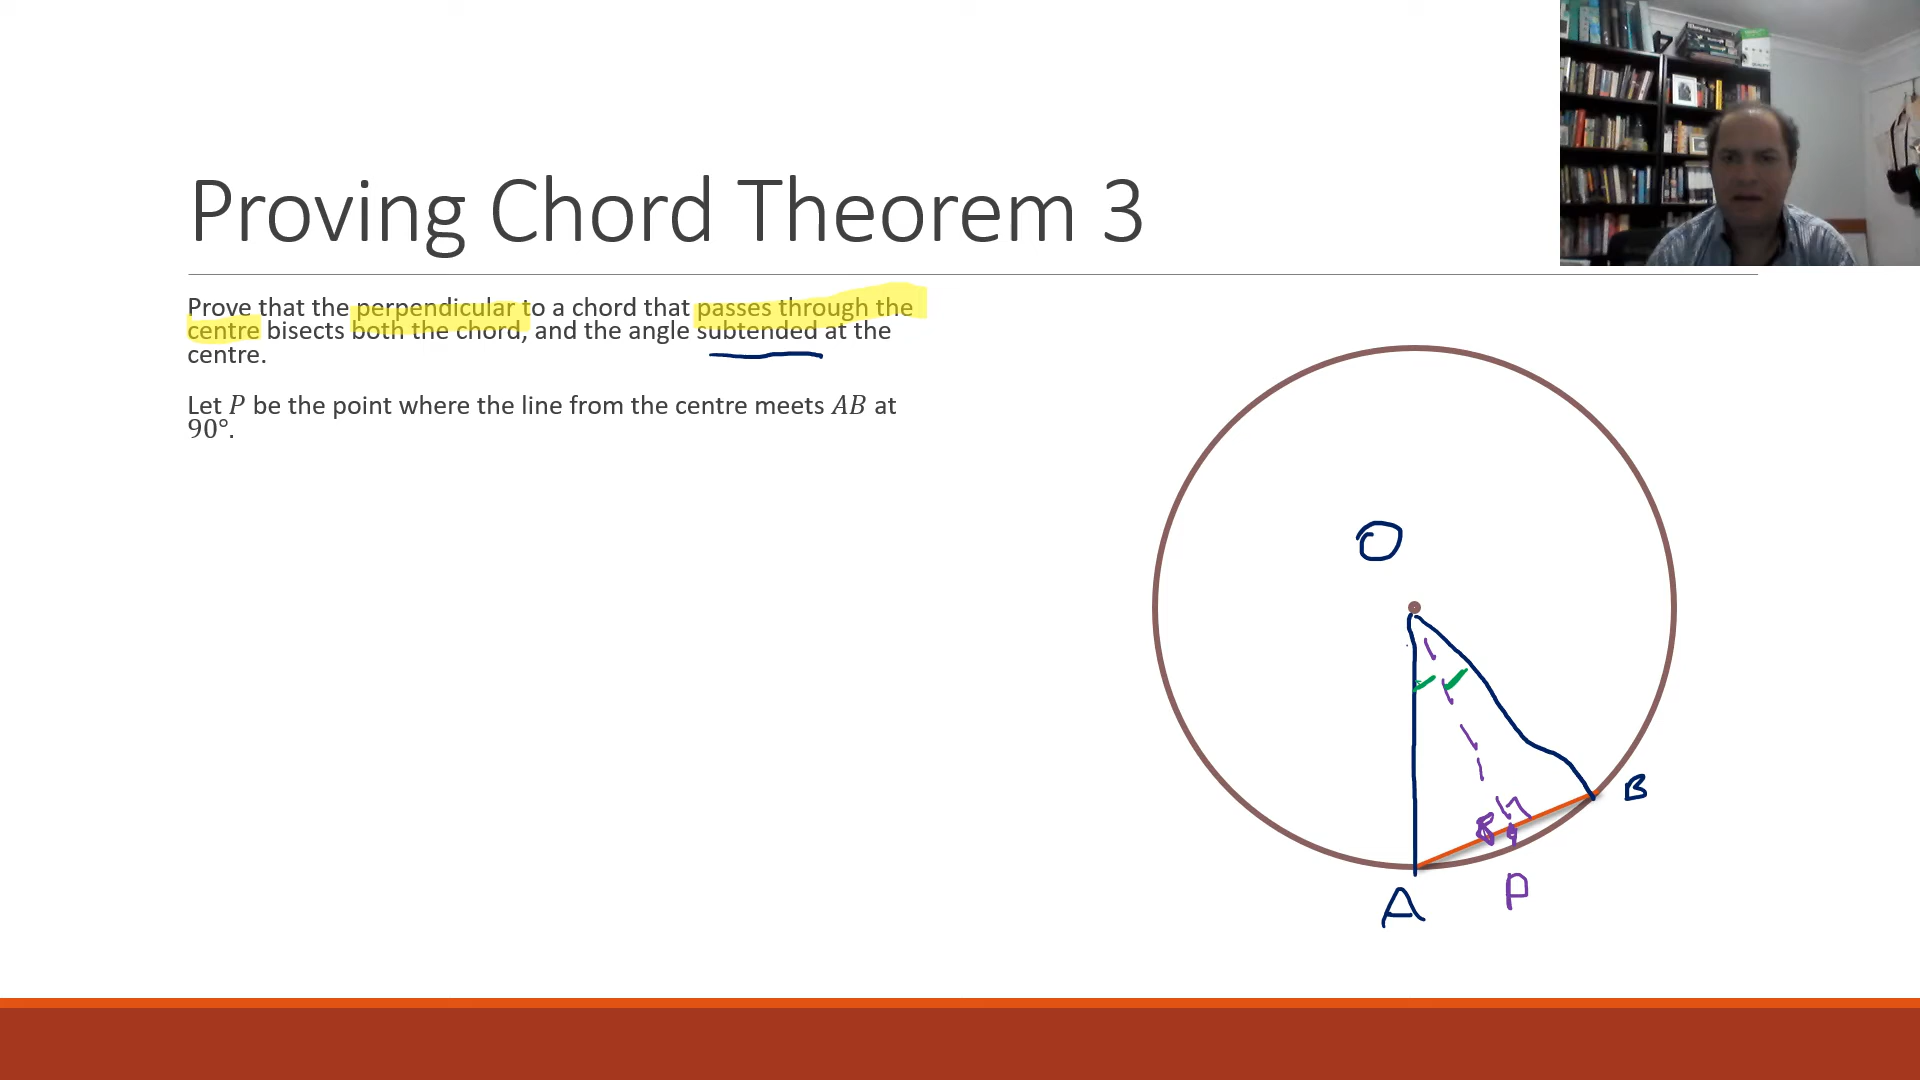 Proving Chord Theorem 3
Prove that the perpendicular to a chord that passes through the
centre bisects both the chord, and the angle subtended at the
centre.
Let P be the point where the line from the centre meets AB at
90°.
O
B
A
P